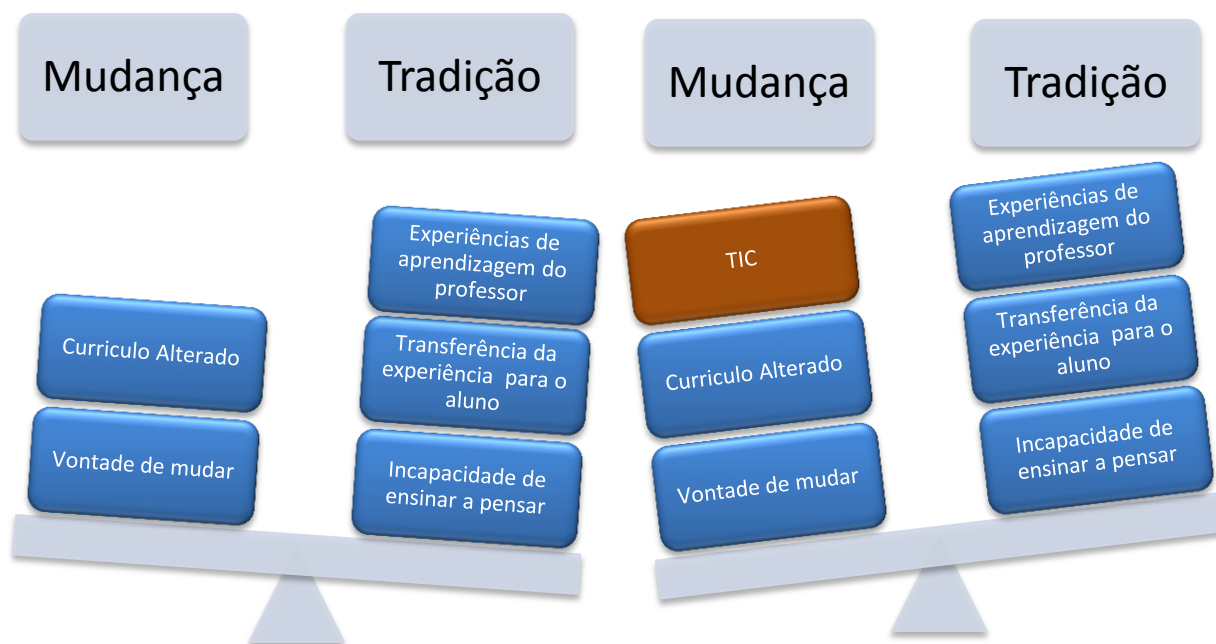 Mudança
Tradição
Curriculo Alterado
Vontade de mudar
Experiências de
aprendizagem do
professor
Transferência da
experiência para o
aluno
Incapacidade de
ensinar a pensar
Mudança
Tradição
TIC
Curriculo Alterado
Vontade de mudar
Experiências de
aprendizagem do
professor
Transferência da
experiência para o
aluno
Incapacidade de
ensinar a pensar